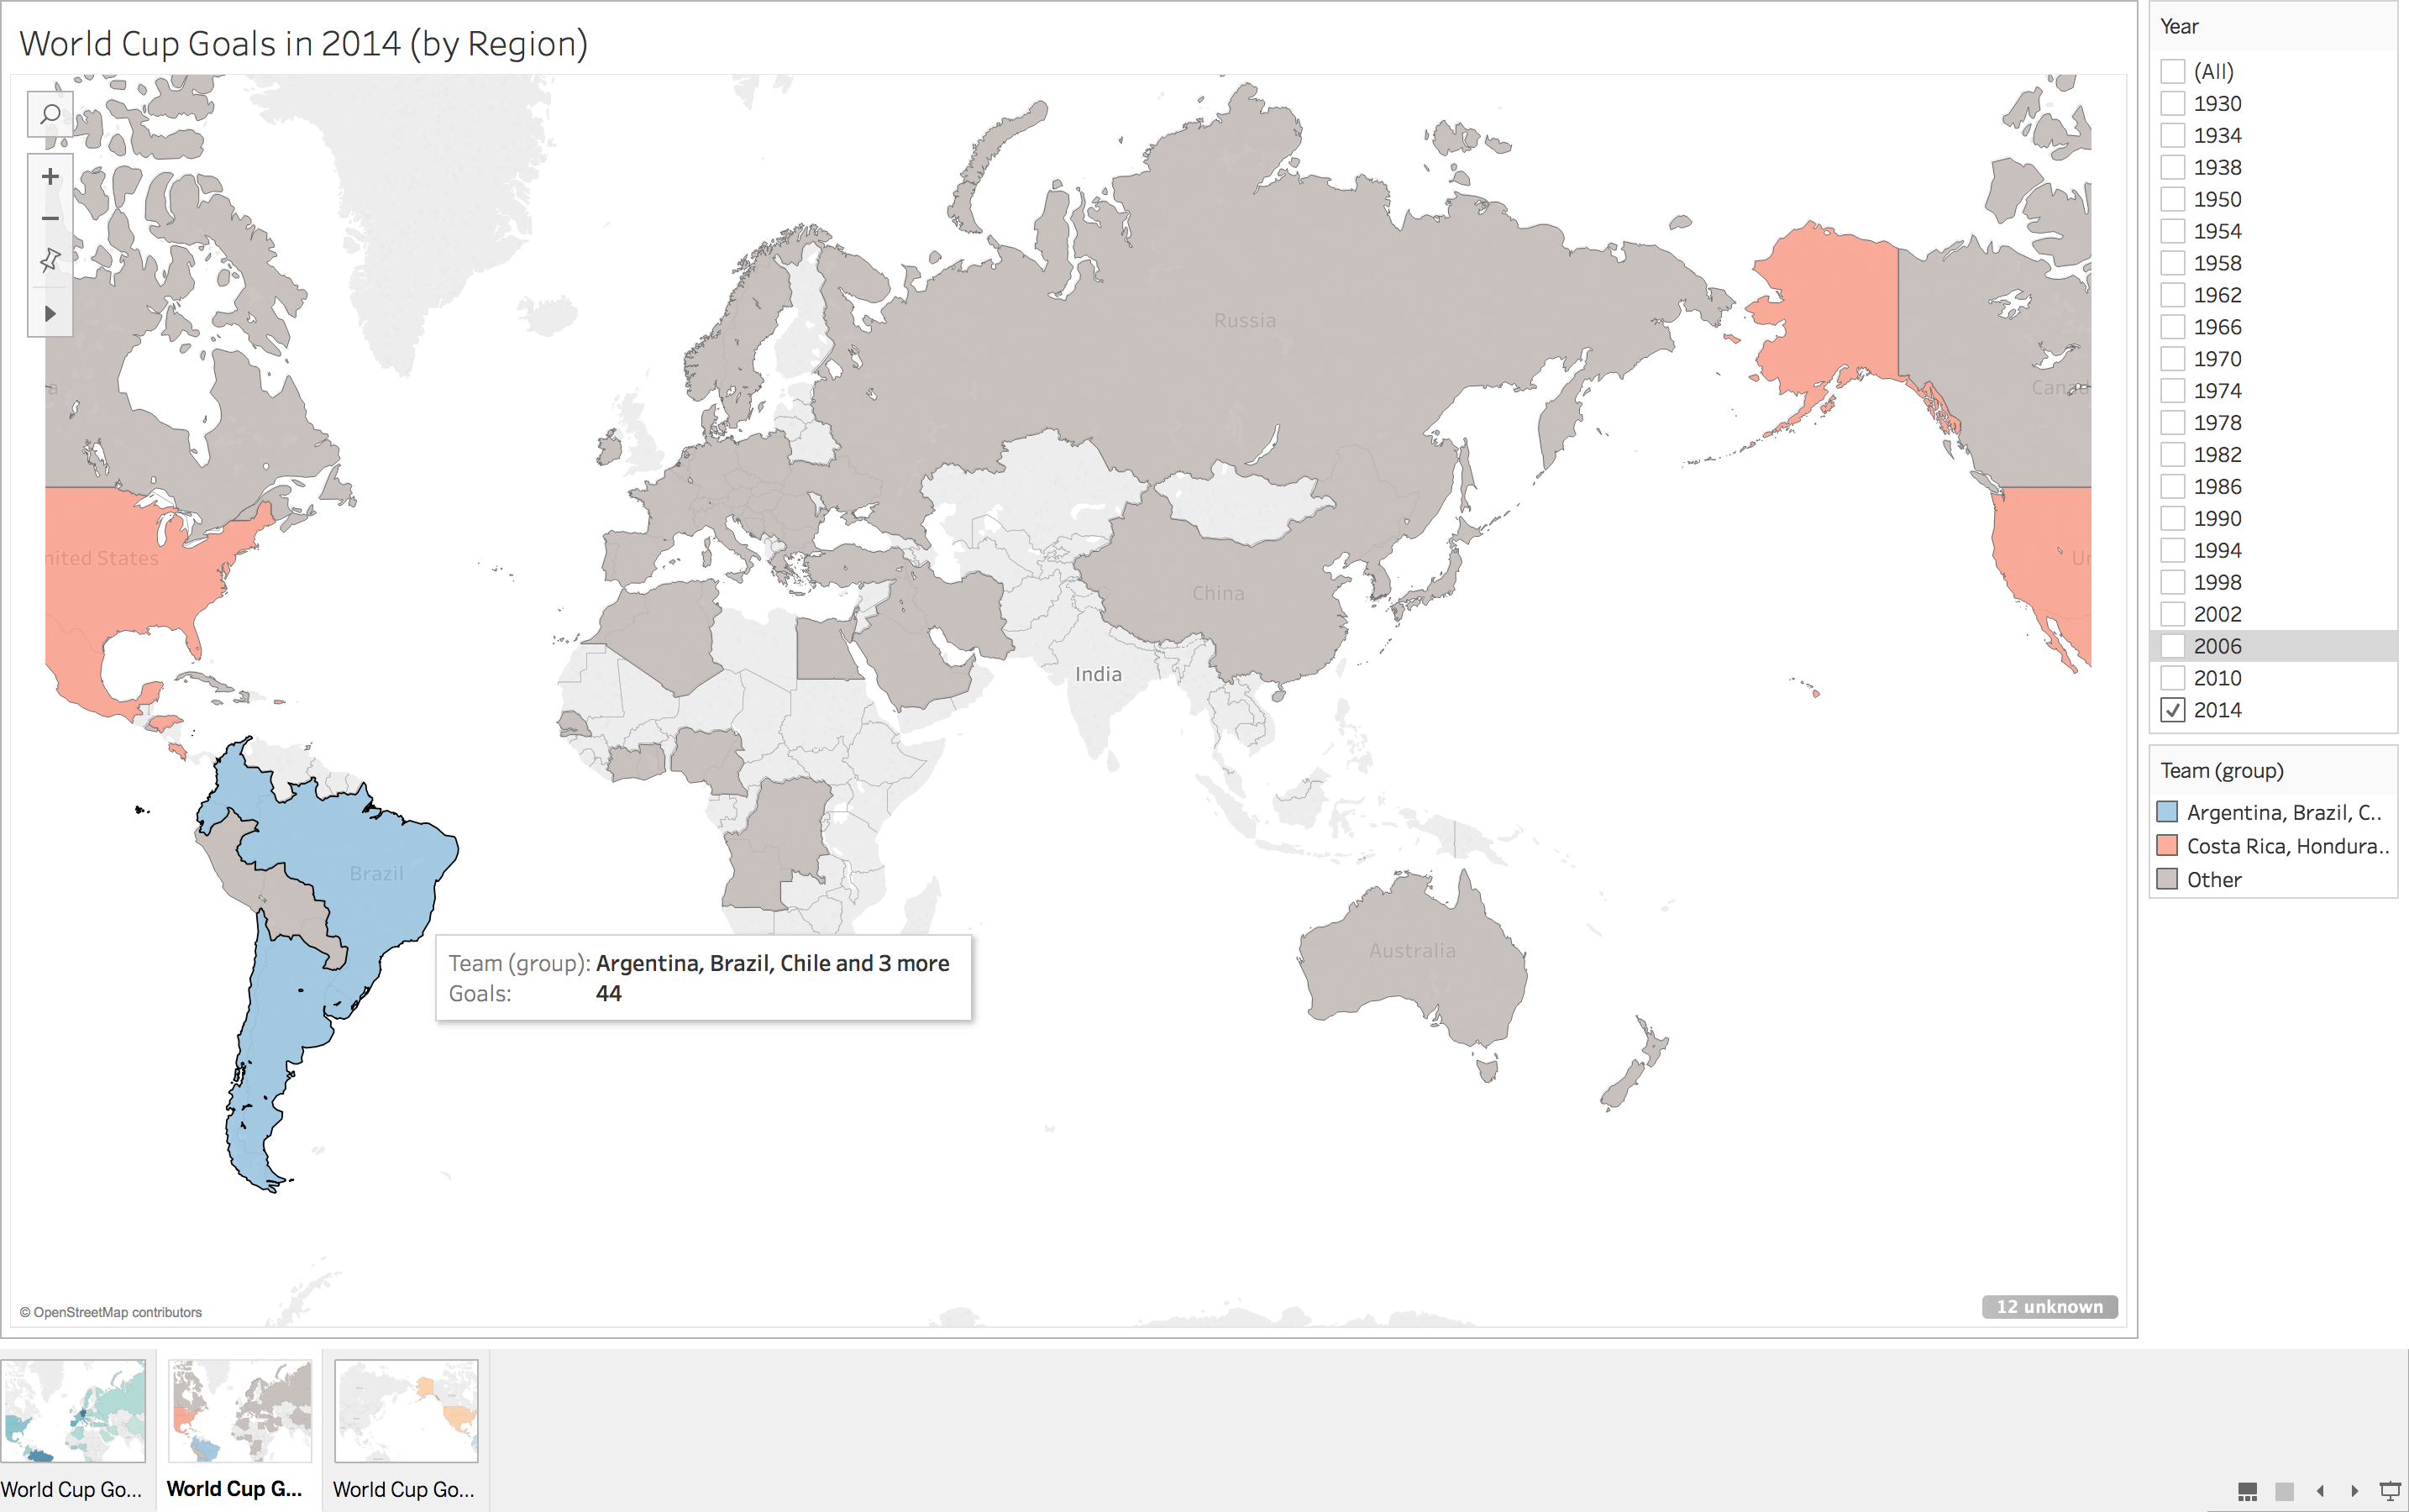 World Cup Goals in 2014 (by Region)
Russia
Canad
nited States
China
India
Brazil
Australia
Team (group): Argentina, Brazil, Chile and 3 more
Goals: 44
© OpenStreetMap contributors
12 unknown
Year
(All)
1930
1934
1938
1950
1954
1958
1962
1966
1970
1974
1978
1982
1986
1990
1994
1998
2002
2006
2010
2014
Team (group)
Argentina, Brazil, C..
Costa Rica, Hondura..
Other
World Cup Go...
World Cup G...
World Cup Go...